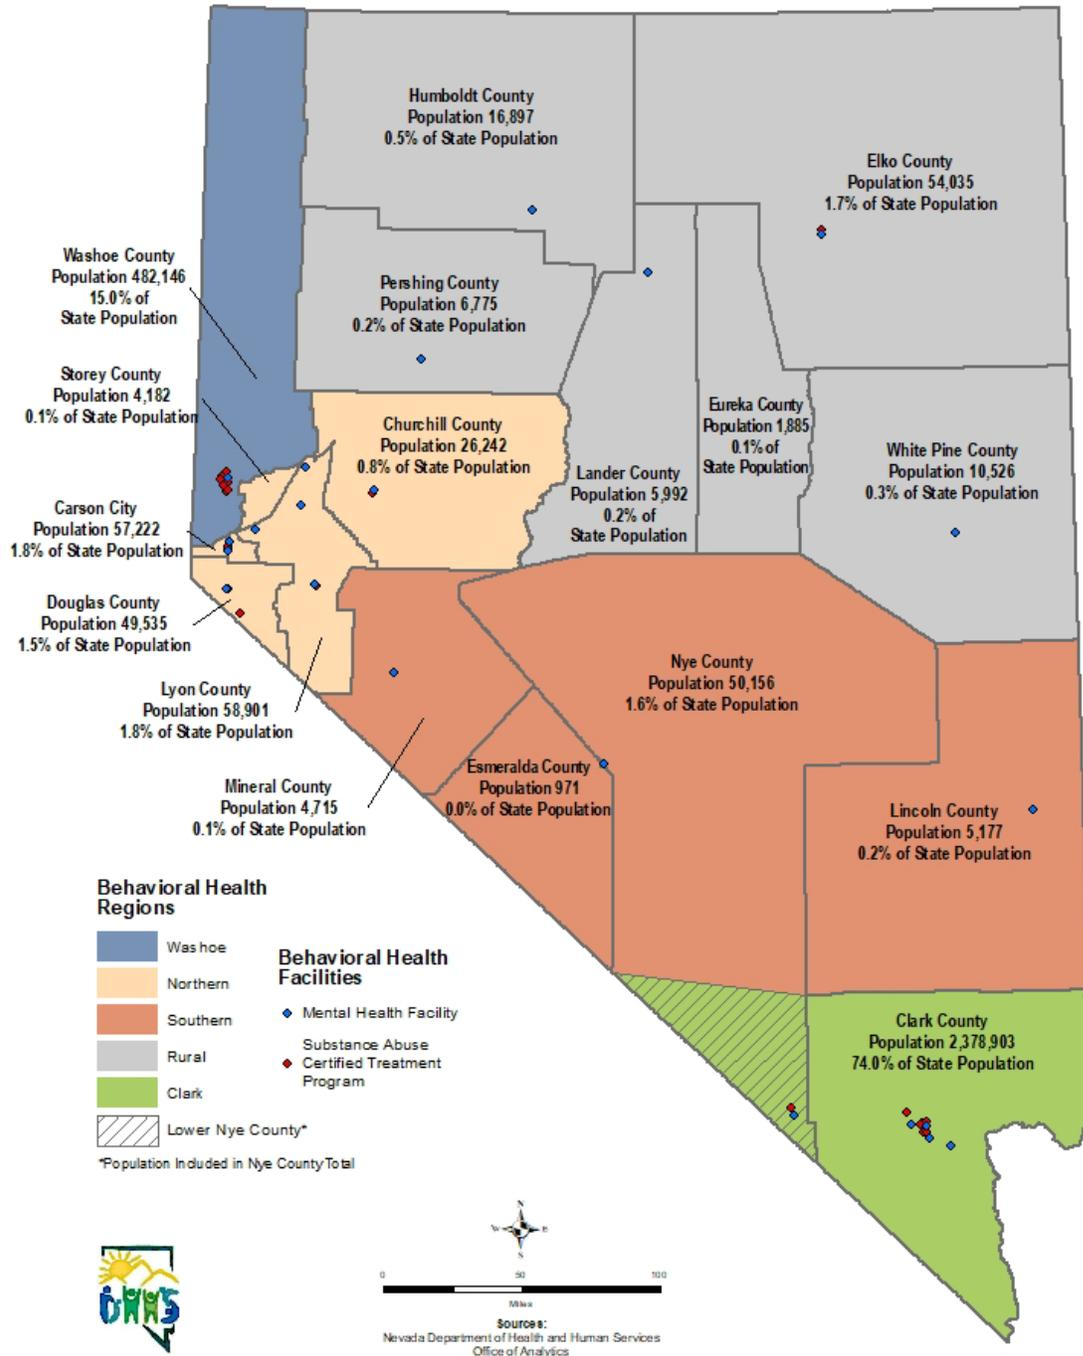 Humboldt County
Population 16,897
0.5% of State Population
Elko County
Population 54,035
1.7% of State Population
Washoe County
Population 482,146
15.0% of
State Population
Pershing County
Population 6,775
0.2% of State Population
Storey County
Population 4,182
0.1% of State Population
Churchill County
Population 26,242
0.8% of State Population
Eureka County
Population 1,885
0.1% of
State Population
Lander County
Population 5,992
0.2% of
State Population
White Pine County
Population 10,526
0.3% of State Population
Carson City
Population 57,222
1.8% of State Population
Douglas County
Population 49,535
1.5% of State Population
Nye County
Population 50,156
1.6% of State Population
Lyon County
Population 58,901
1.8% of State Population
Esmeralda County
Population 971
0.0% of State Population
Mineral County
Population 4,715
0.1% of State Population
Lincoln County
Population 5,177
0.2% of State Population
Clark County
Population 2,378,903
74.0% of State Population
Behavioral Health
Regions
Washoe
Northern
Southern
Rural
Clark
Lower Nye County*
*Population Included in Nye County Total
Behavioral Health
Facilities
Mental Health Facility
Substance Abuse
Certified Treatment
Program
N
W E
S
0 50 100
Miles
DHHS
Sources:
Nevada Department of Health and Human Services
Office of Analytics